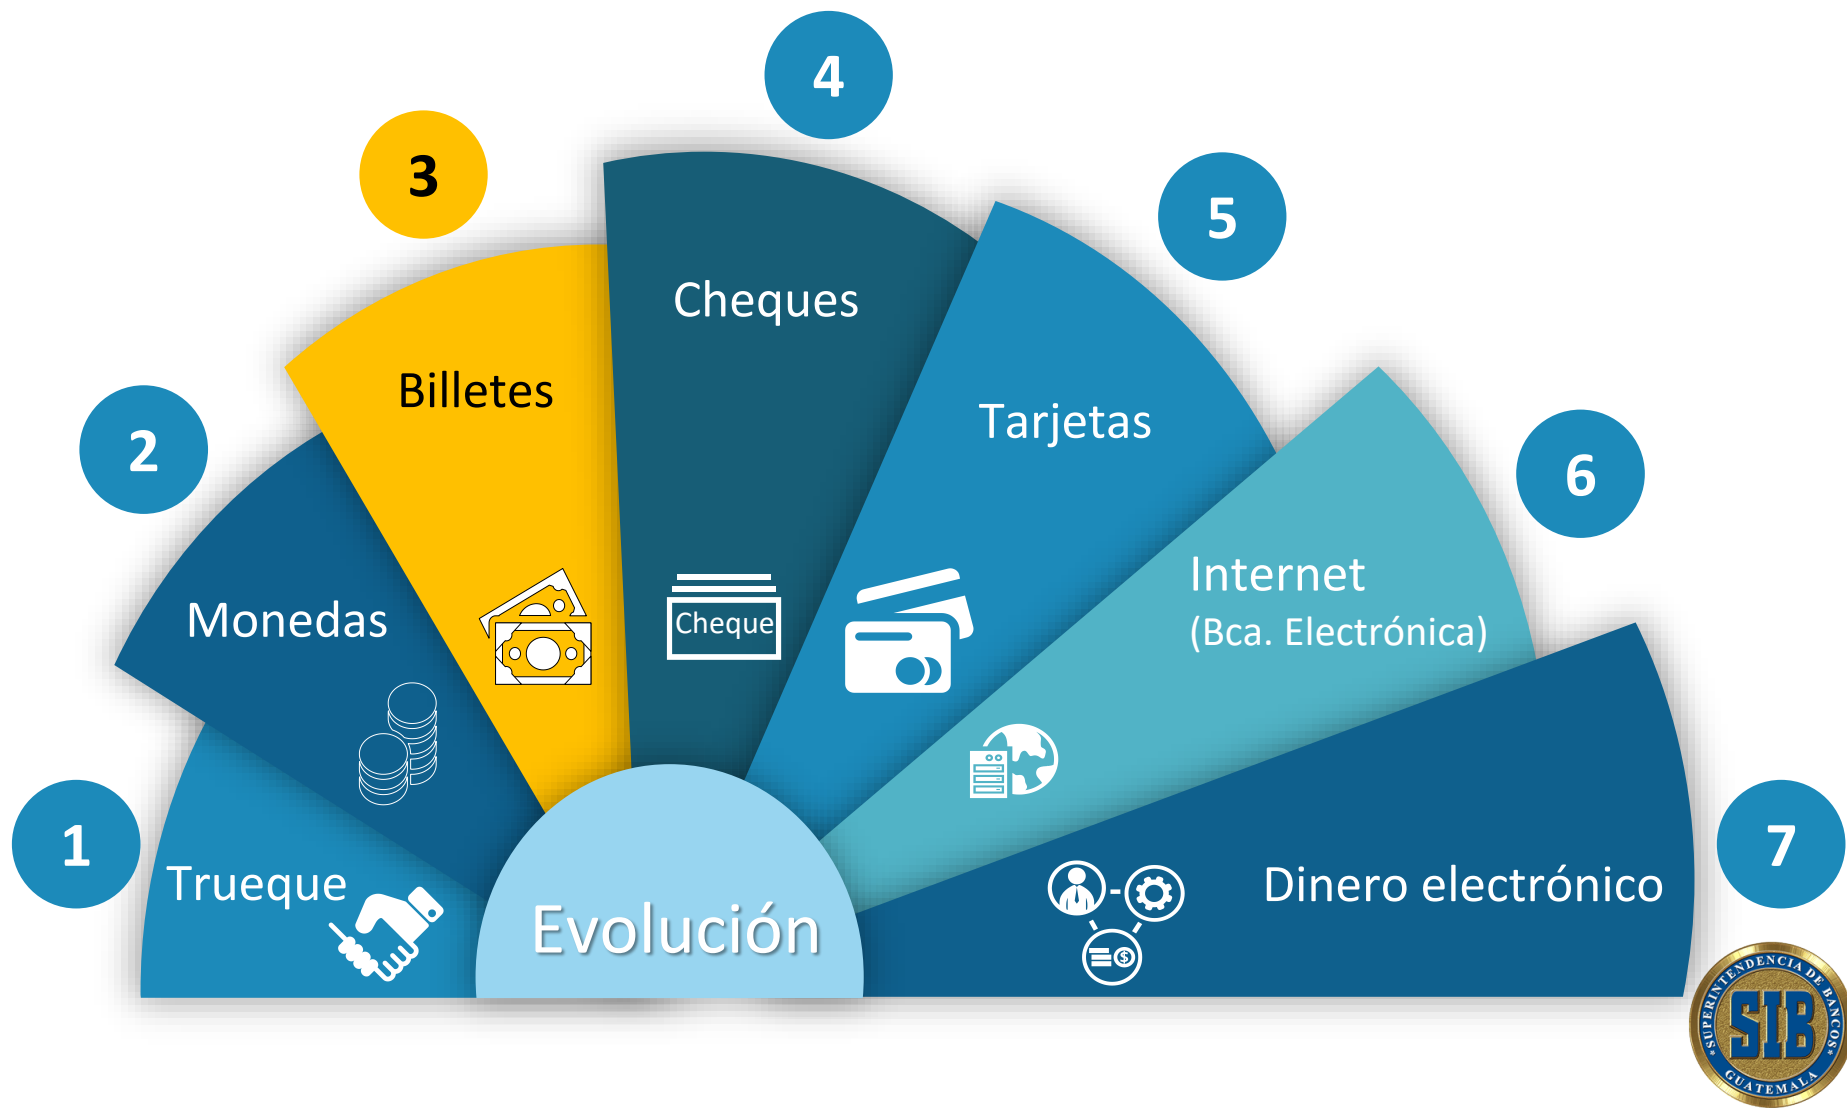 4
3
5
Cheques
Billetes
Tarjetas
2
6
Internet
(Bca. Electrónica)
Monedas
Cheque
1
7
Trueque
Dinero electrónico
Evolución
$
SUPERINTENDENCIA DE BANCOS
SIB
GUATEMALA